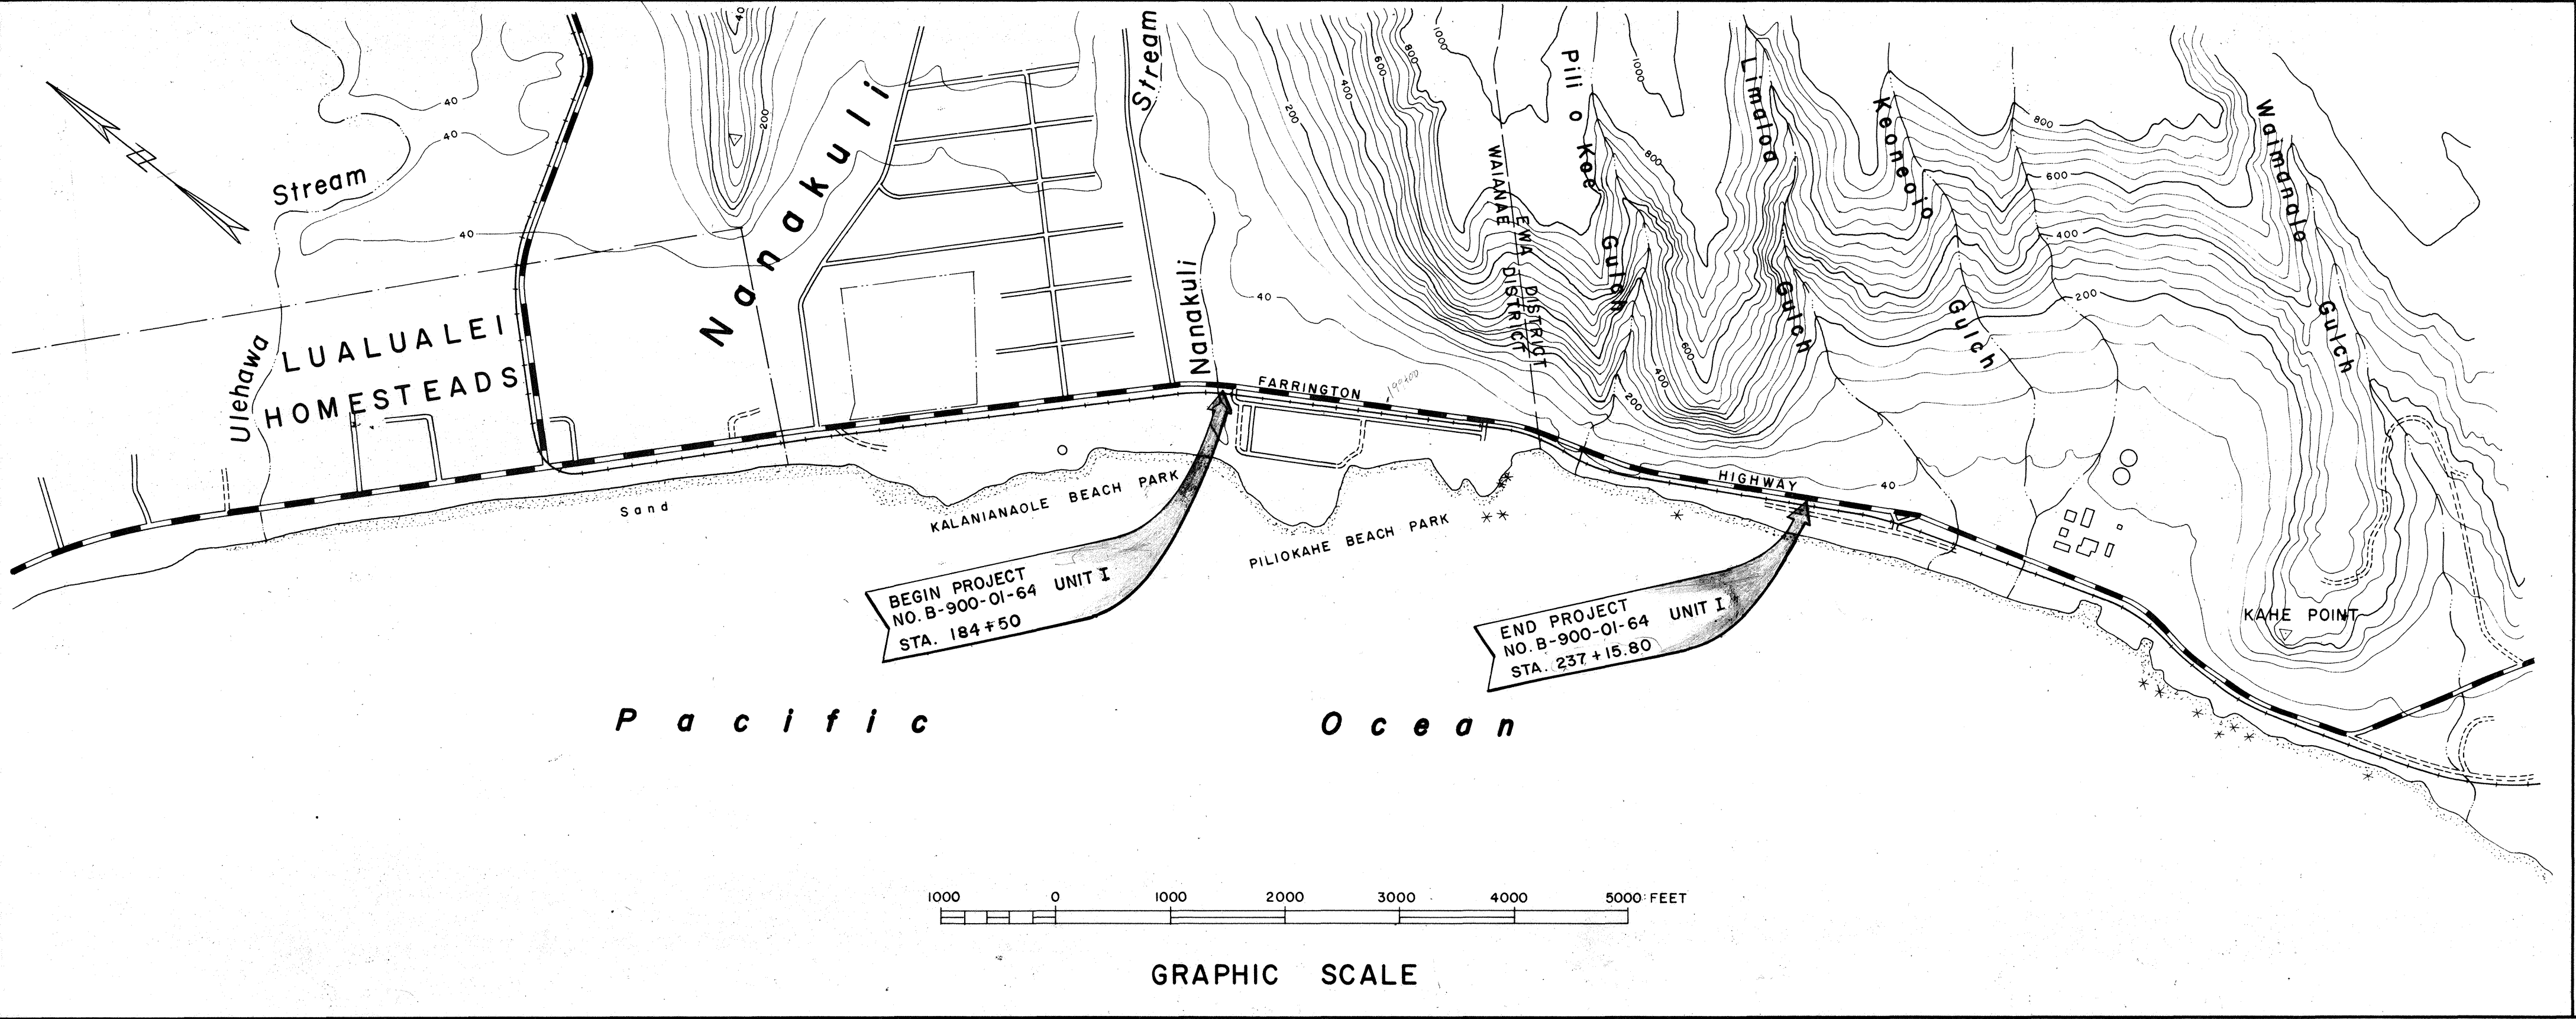 40
1000
800
600
400
200
Pili o Kae
Gulch
1000
800
600
400
200
Limaloa
Gulch
Keoneoio
Gulch
800
600
400
200
Waimanalo
Gulch
40
40
40
200
Stream
Ulehawa
LUALUALEI
HOMESTEADS
Nanakuli
Stream
Nanakuli
40
WAIANAE DISTRICT
EWA DISTRICT
FARRINGTON
190+00
HIGHWAY
40
Sand
KALANIANAOLE BEACH PARK
PILIOKAHE BEACH PARK
KAHE POINT
BEGIN PROJECT
NO. B-900-01-64 UNIT I
STA. 184+50
END PROJECT
NO. B-900-01-64 UNIT I
STA. 237+15.80
Pacific Ocean
1000 0 1000 2000 3000 4000 5000 FEET
GRAPHIC SCALE